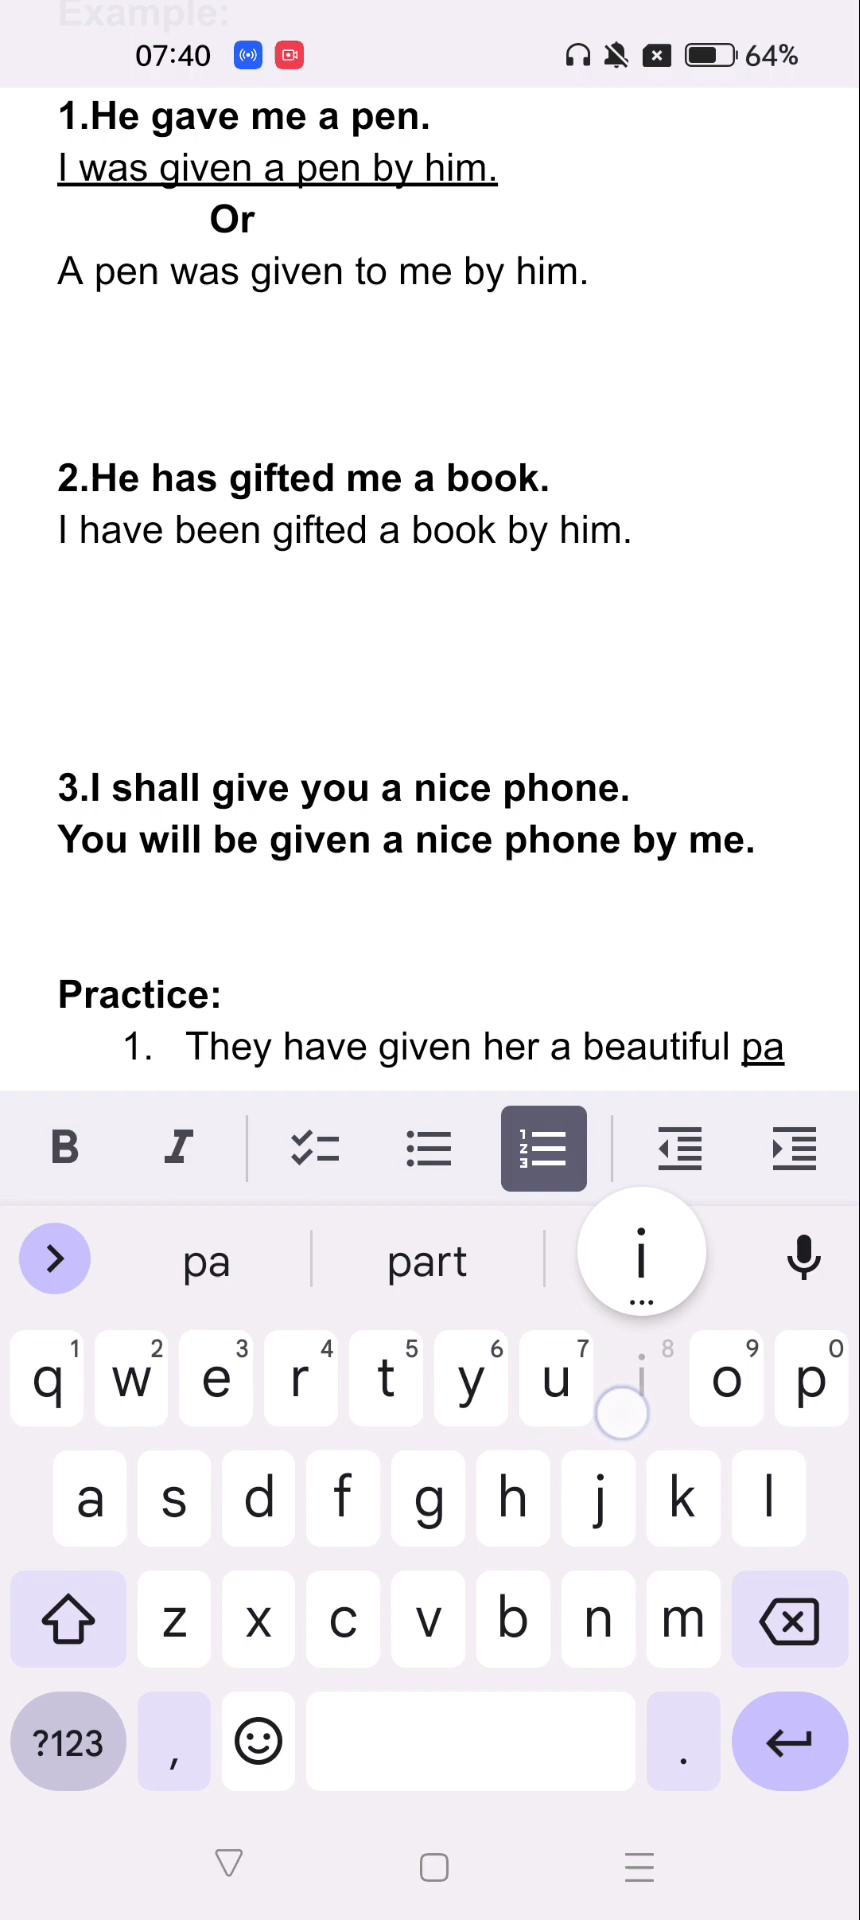 Example:
07:40 64%
1.He gave me a pen.
I was given a pen by him.
Or
A pen was given to me by him.
2.He has gifted me a book.
I have been gifted a book by him.
3.I shall give you a nice phone.
You will be given a nice phone by me.
Practice:
1. They have given her a beautiful pa
B I
pa part i
...
1 2 3 4 5 6 7 8 9 0
q w e r t y u i o p
a s d f g h j k l
z x c v b n m
?123 , .